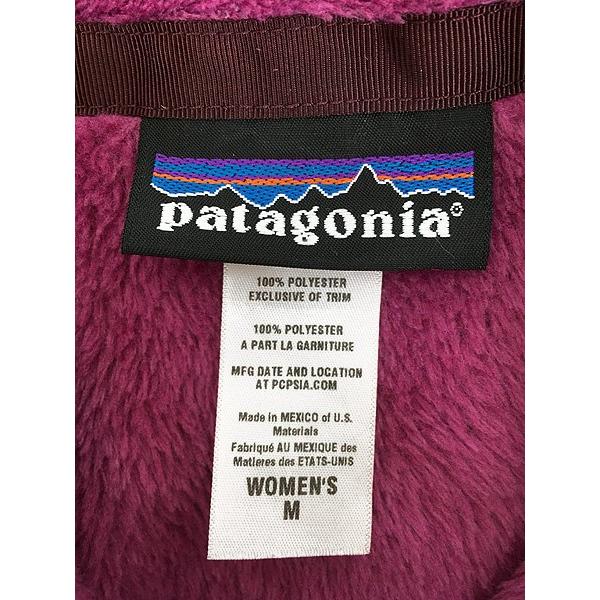 patagonia®
100% POLYESTER
EXCLUSIVE OF TRIM
100% POLYESTER
A PART LA GARNITURE
MFG DATE AND LOCATION
AT PCPSIA.COM
Made in MEXICO of U.S.
Materials
Fabriqué AU MEXIQUE des
Matieres des ETATS-UNIS
WOMEN'S
M